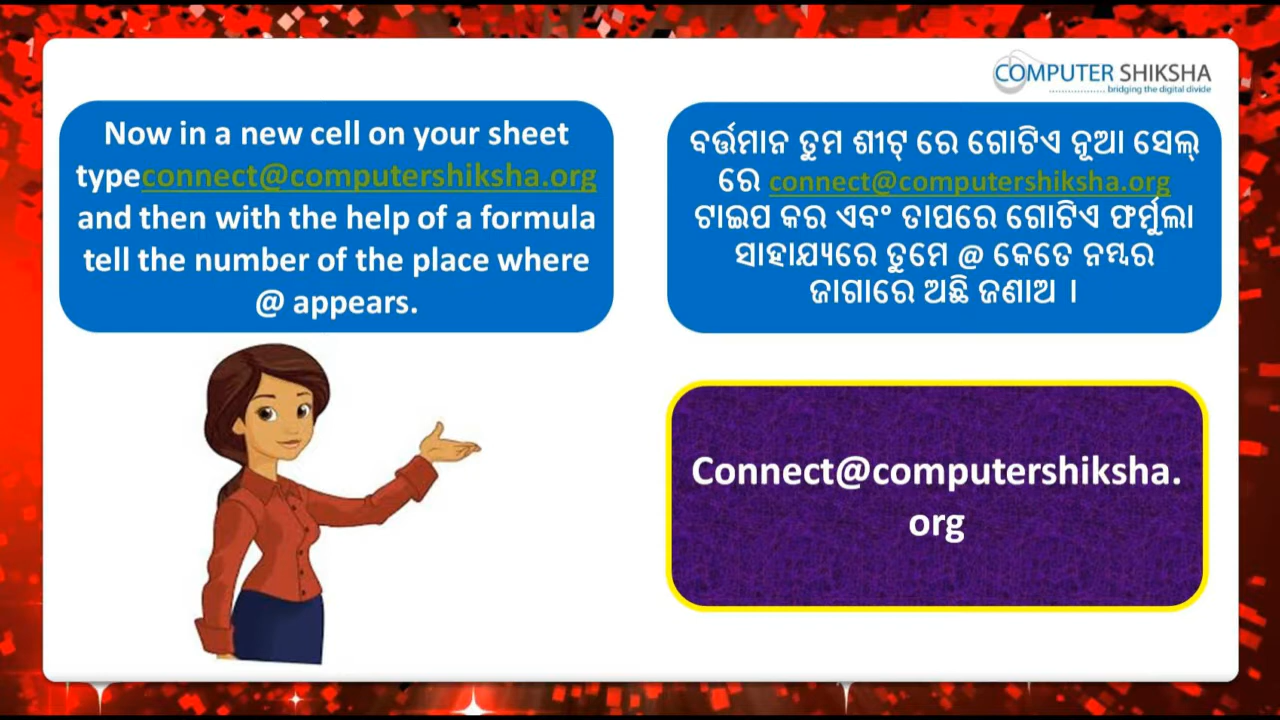 COMPUTER SHIKSHA
bridging the digital divide
Now in a new cell on your sheet
typeconnect@computershiksha.org
and then with the help of a formula
tell the number of the place where
@ appears.
ବର୍ତ୍ତମାନ ତୁମ ଶୀଟ୍ ରେ ଗୋଟିଏ ନୂଆ ସେଲ୍
ରେ connect@computershiksha.org
ଟାଇପ କର ଏବଂ ତାପରେ ଗୋଟିଏ ଫର୍ମୁଲା
ସାହାଯ୍ୟରେ ତୁମେ @ କେତେ ନମ୍ବର
ଜାଗାରେ ଅଛି ଜଣାଅ ।
Connect@computershiksha.
org